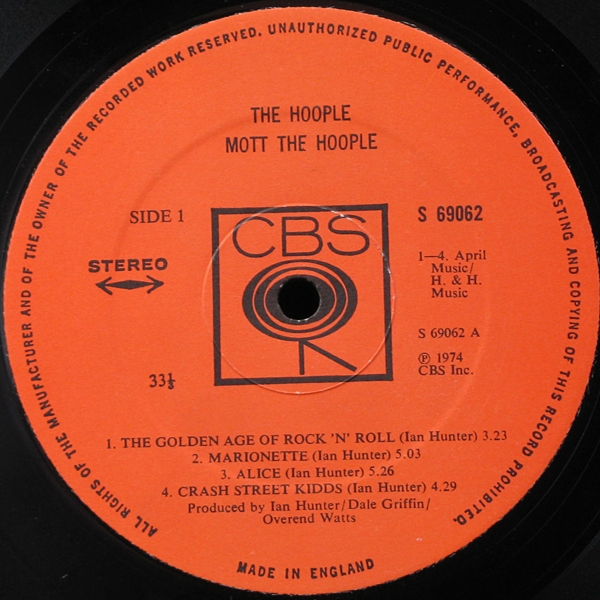 ALL RIGHTS OF THE MANUFACTURER AND OF THE OWNER OF THE RECORDED WORK RESERVED. UNAUTHORIZED PUBLIC PERFORMANCE, BROADCASTING AND COPYING OF THIS RECORD PROHIBITED.
THE HOOPLE
MOTT THE HOOPLE
SIDE 1
S 69062
CBS
STEREO
1—4. April
Music/
H. & H.
Music
S 69062 A
33⅓
℗ 1974
CBS Inc.
1. THE GOLDEN AGE OF ROCK 'N' ROLL (Ian Hunter) 3.23
2. MARIONETTE (Ian Hunter) 5.03
3. ALICE (Ian Hunter) 5.26
4. CRASH STREET KIDDS (Ian Hunter) 4.29
Produced by Ian Hunter/Dale Griffin/
Overend Watts
MADE IN ENGLAND